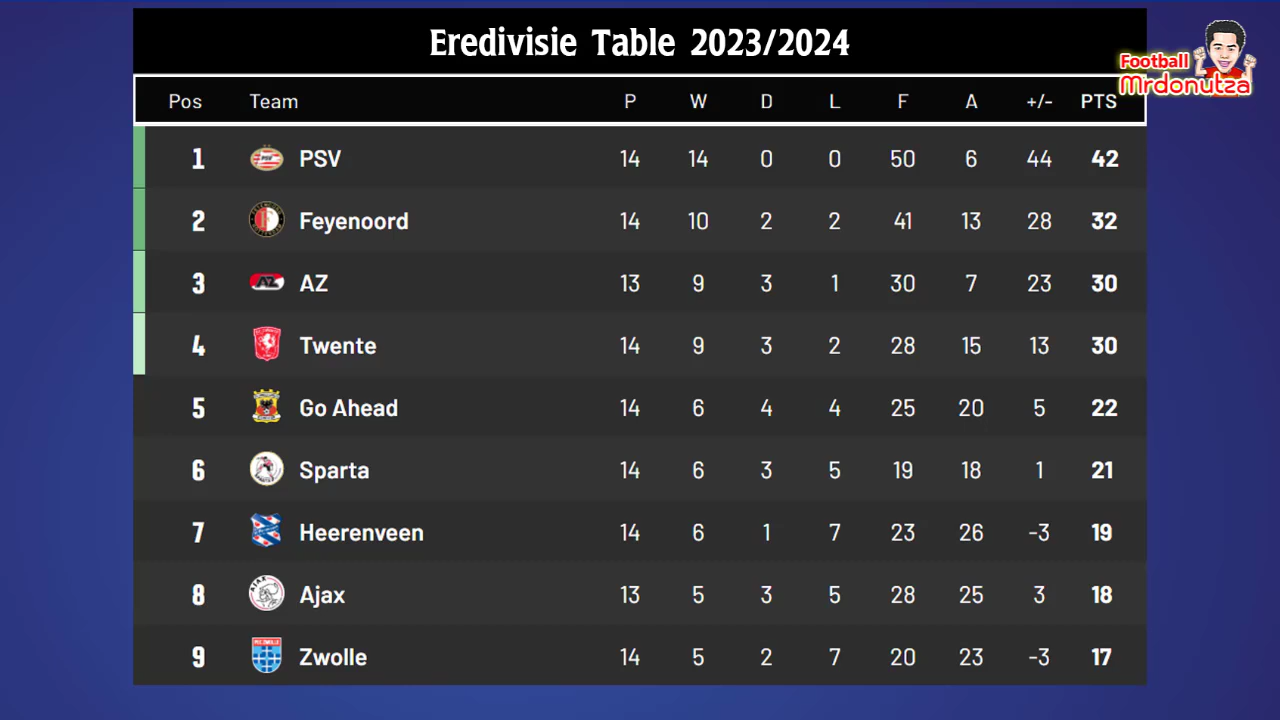 Eredivisie Table 2023/2024
Football
Mrdonutza
Pos Team P W D L F A +/- PTS
1 PSV 14 14 0 0 50 6 44 42
2 Feyenoord 14 10 2 2 41 13 28 32
3 AZ 13 9 3 1 30 7 23 30
4 Twente 14 9 3 2 28 15 13 30
5 Go Ahead 14 6 4 4 25 20 5 22
6 Sparta 14 6 3 5 19 18 1 21
7 Heerenveen 14 6 1 7 23 26 -3 19
8 Ajax 13 5 3 5 28 25 3 18
9 Zwolle 14 5 2 7 20 23 -3 17